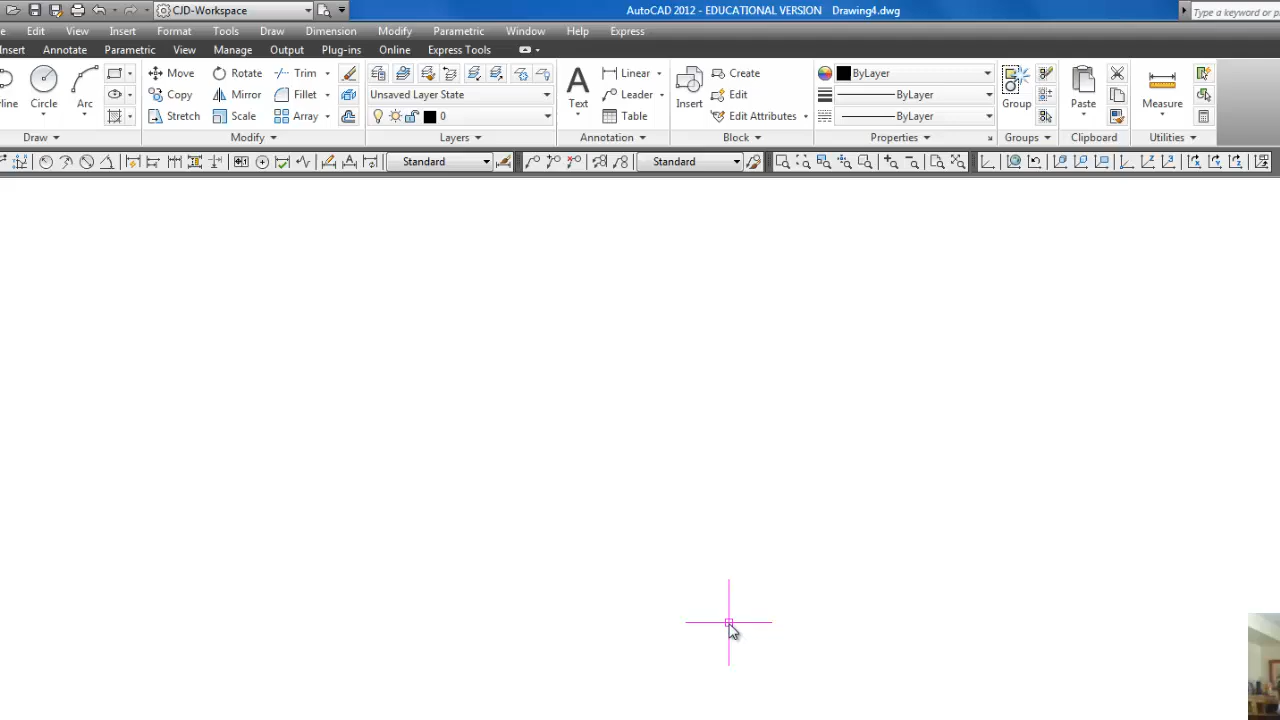 CJD-Workspace AutoCAD 2012 - EDUCATIONAL VERSION Drawing4.dwg Type a keyword or
Edit View Insert Format Tools Draw Dimension Modify Parametric Window Help Express
Insert Annotate Parametric View Manage Output Plug-ins Online Express Tools
Move Rotate Trim Linear Create ByLayer
Unsaved Layer State
Circle Arc Copy Mirror Fillet Text Leader Insert Edit ByLayer Group Paste Measure
Stretch Scale Array 0 Table Edit Attributes ByLayer
Draw Modify Layers Annotation Block Properties Groups Clipboard Utilities
Standard Standard